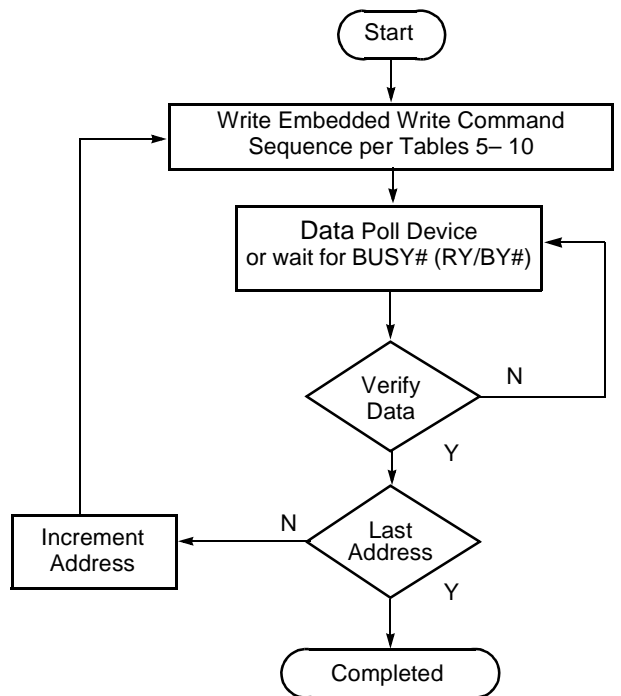 Start
Write Embedded Write Command
Sequence per Tables 5– 10
Data Poll Device
or wait for BUSY# (RY/BY#)
Verify
Data
N
Y
Last
Address
N
Increment
Address
Y
Completed